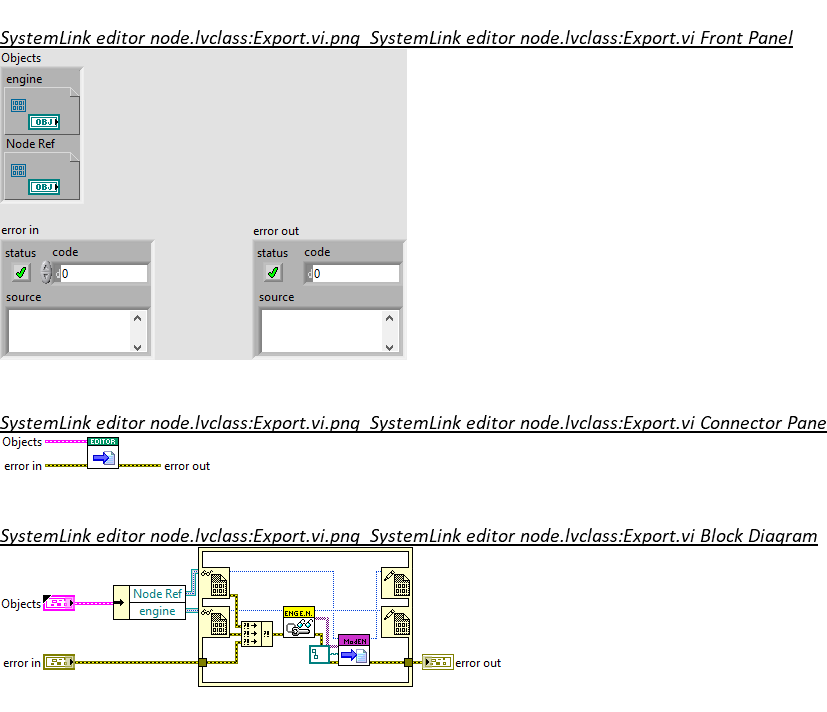 SystemLink editor node.lvclass:Export.vi.png SystemLink editor node.lvclass:Export.vi Front Panel
Objects
engine
OBJ
Node Ref
OBJ
error in
error out
status code
status code
d 0
d 0
source
source
SystemLink editor node.lvclass:Export.vi.png SystemLink editor node.lvclass:Export.vi Connector Pane
Objects
EDITOR
error in
error out
SystemLink editor node.lvclass:Export.vi.png SystemLink editor node.lvclass:Export.vi Block Diagram
Objects
Node Ref
engine
ENGE.N.
ModEN
error in
error out